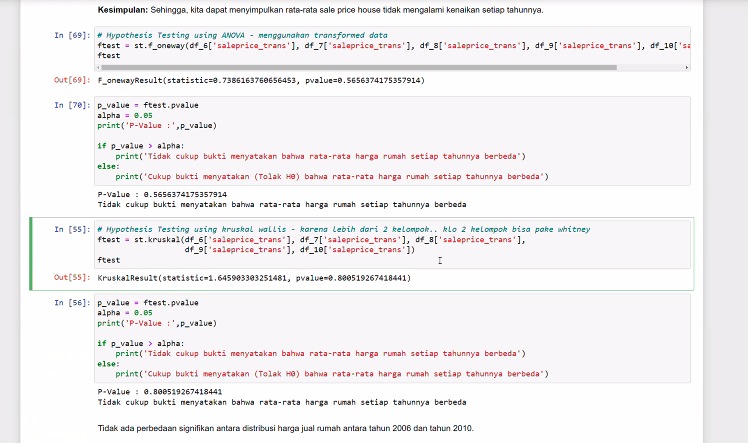 Kesimpulan: Sehingga, kita dapat menyimpulkan rata-rata sale price house tidak mengalami kenaikan setiap tahunnya.
In [69]: # Hypothesis Testing using ANOVA - menggunakan transformed data
ftest = st.f_oneway(df_6['saleprice_trans'], df_7['saleprice_trans'], df_8['saleprice_trans'], df_9['saleprice_trans'], df_10['sa
ftest
Out[69]: F_onewayResult(statistic=0.7386163760656453, pvalue=0.5656374175357914)
In [70]: p_value = ftest.pvalue
alpha = 0.05
print('P-Value :',p_value)
if p_value > alpha:
print('Tidak cukup bukti menyatakan bahwa rata-rata harga rumah setiap tahunnya berbeda')
else:
print('Cukup bukti menyatakan (Tolak H0) bahwa rata-rata harga rumah setiap tahunnya berbeda')
P-Value : 0.5656374175357914
Tidak cukup bukti menyatakan bahwa rata-rata harga rumah setiap tahunnya berbeda
In [55]: # Hypothesis Testing using kruskal wallis - karena lebih dari 2 kelompok.. klo 2 kelompok bisa pake whitney
ftest = st.kruskal(df_6['saleprice_trans'], df_7['saleprice_trans'], df_8['saleprice_trans'],
df_9['saleprice_trans'], df_10['saleprice_trans'])
ftest
Out[55]: KruskalResult(statistic=1.645903303251481, pvalue=0.800519267418441)
In [56]: p_value = ftest.pvalue
alpha = 0.05
print('P-Value :',p_value)
if p_value > alpha:
print('Tidak cukup bukti menyatakan bahwa rata-rata harga rumah setiap tahunnya berbeda')
else:
print('Cukup bukti menyatakan (Tolak H0) bahwa rata-rata harga rumah setiap tahunnya berbeda')
P-Value : 0.800519267418441
Tidak cukup bukti menyatakan bahwa rata-rata harga rumah setiap tahunnya berbeda
Tidak ada perbedaan signifikan antara distribusi harga jual rumah antara tahun 2006 dan tahun 2010.